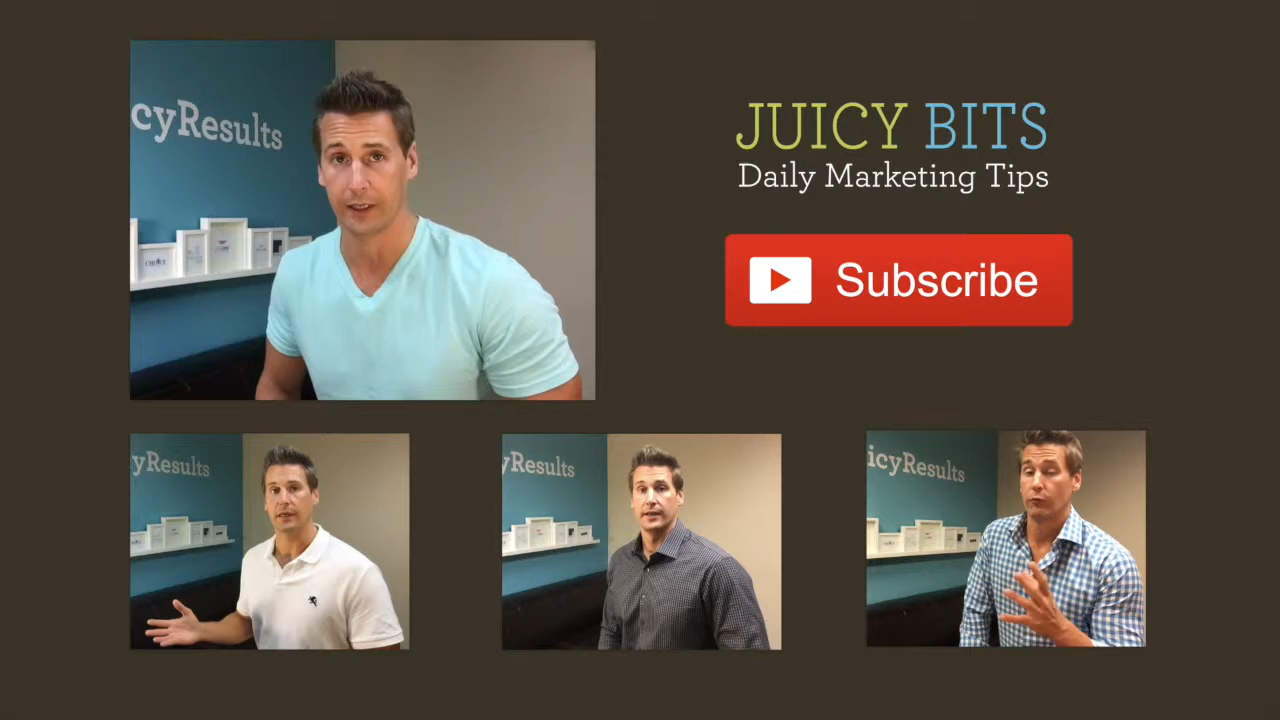 cyResults
JUICY BITS
Daily Marketing Tips
Subscribe
yResults
yResults
icyResults